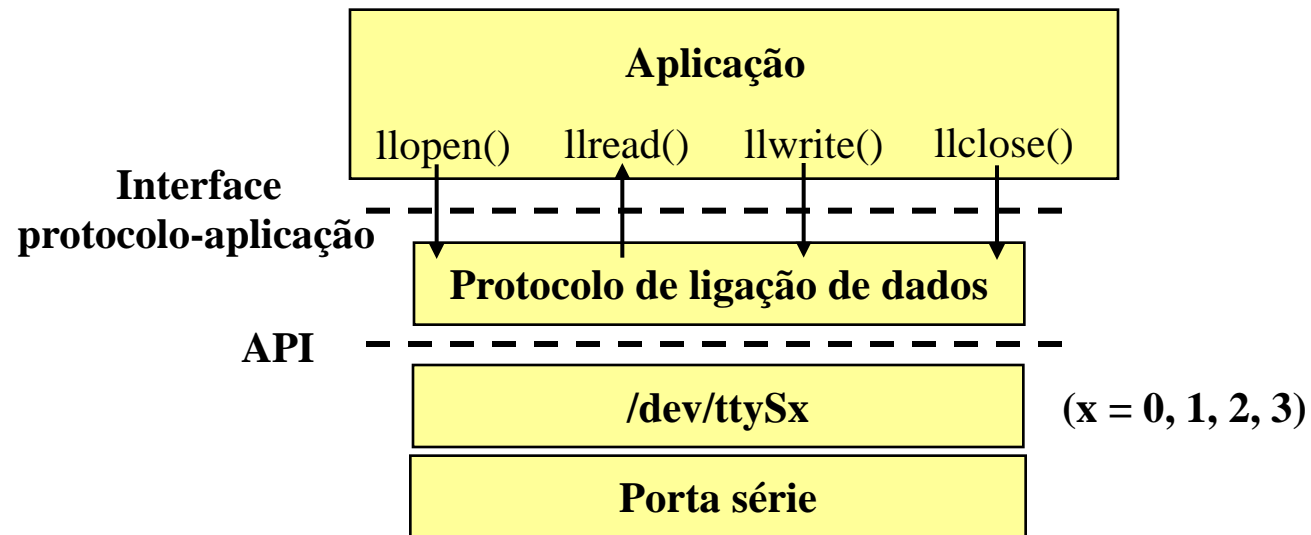 Aplicação
llopen() llread() llwrite() llclose()
Interface
protocolo-aplicação
Protocolo de ligação de dados
API
/dev/ttySx (x = 0, 1, 2, 3)
Porta série